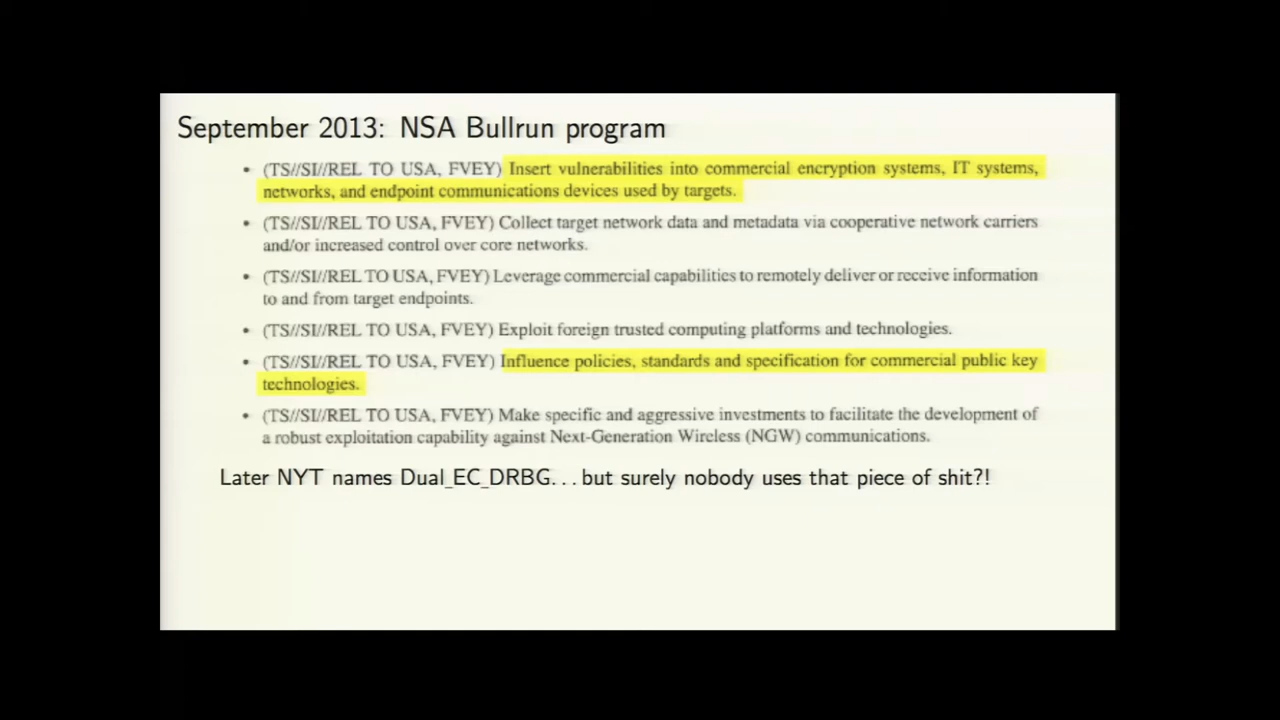 September 2013: NSA Bullrun program
• (TS//SI//REL TO USA, FVEY) Insert vulnerabilities into commercial encryption systems, IT systems,
networks, and endpoint communications devices used by targets.
• (TS//SI//REL TO USA, FVEY) Collect target network data and metadata via cooperative network carriers
and/or increased control over core networks.
• (TS//SI//REL TO USA, FVEY) Leverage commercial capabilities to remotely deliver or receive information
to and from target endpoints.
• (TS//SI//REL TO USA, FVEY) Exploit foreign trusted computing platforms and technologies.
• (TS//SI//REL TO USA, FVEY) Influence policies, standards and specification for commercial public key
technologies.
• (TS//SI//REL TO USA, FVEY) Make specific and aggressive investments to facilitate the development of
a robust exploitation capability against Next-Generation Wireless (NGW) communications.
Later NYT names Dual_EC_DRBG... but surely nobody uses that piece of shit?!